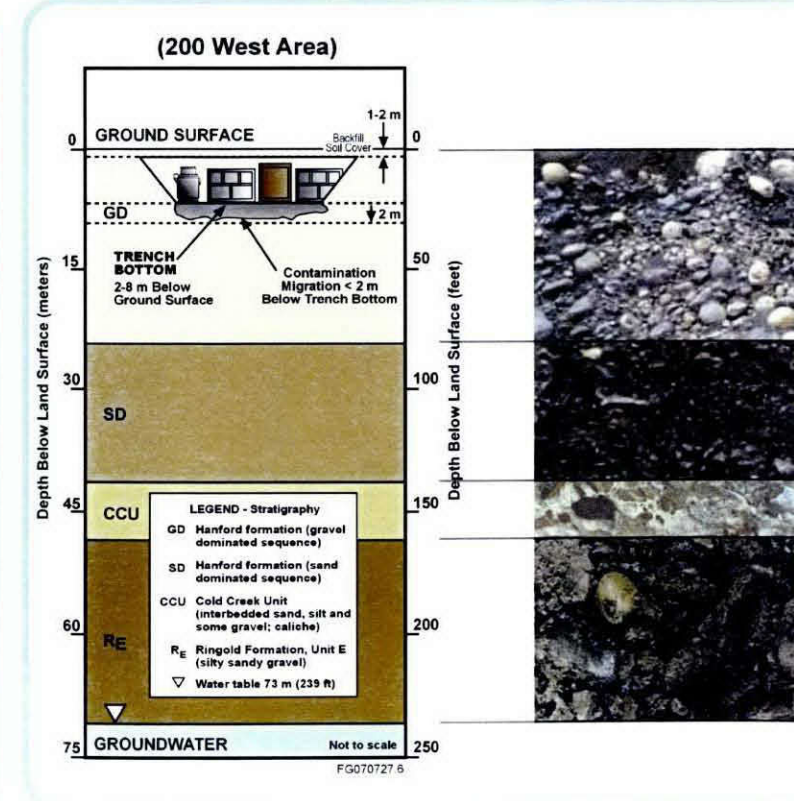 (200 West Area)
1-2 m
0 GROUND SURFACE Backfill 0
Soil Cover
GD
2 m
TRENCH
BOTTOM
2-8 m Below
Ground Surface
Contamination
Migration < 2 m
Below Trench Bottom
15
50
30
100
SD
45
150
CCU
60
200
RE
75
250
Depth Below Land Surface (meters)
Depth Below Land Surface (feet)
LEGEND - Stratigraphy
GD Hanford formation (gravel
dominated sequence)
SD Hanford formation (sand
dominated sequence)
CCU Cold Creek Unit
(interbedded sand, silt and
some gravel; caliche)
RE Ringold Formation, Unit E
(silty sandy gravel)
Water table 73 m (239 ft)
GROUNDWATER Not to scale
FG070727.6